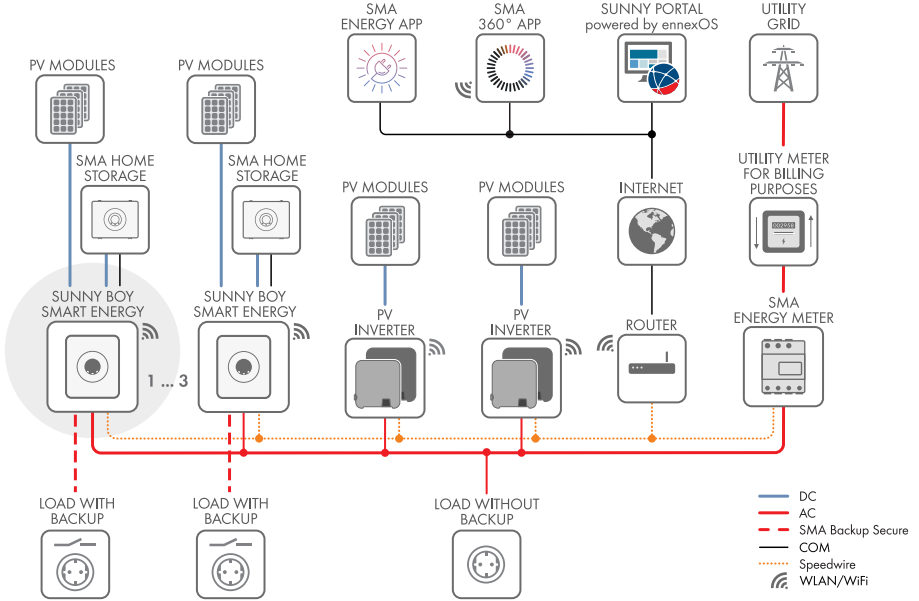 SMA
ENERGY APP
SMA
360° APP
SUNNY PORTAL
powered by ennexOS
UTILITY
GRID
PV MODULES
PV MODULES
SMA HOME
STORAGE
SMA HOME
STORAGE
UTILITY METER
FOR BILLING
PURPOSES
PV MODULES
PV MODULES
INTERNET
SUNNY BOY
SMART ENERGY
SUNNY BOY
SMART ENERGY
PV
INVERTER
PV
INVERTER
ROUTER
SMA
ENERGY METER
1 ... 3
LOAD WITH
BACKUP
LOAD WITH
BACKUP
LOAD WITHOUT
BACKUP
DC
AC
SMA Backup Secure
COM
Speedwire
WLAN/WiFi